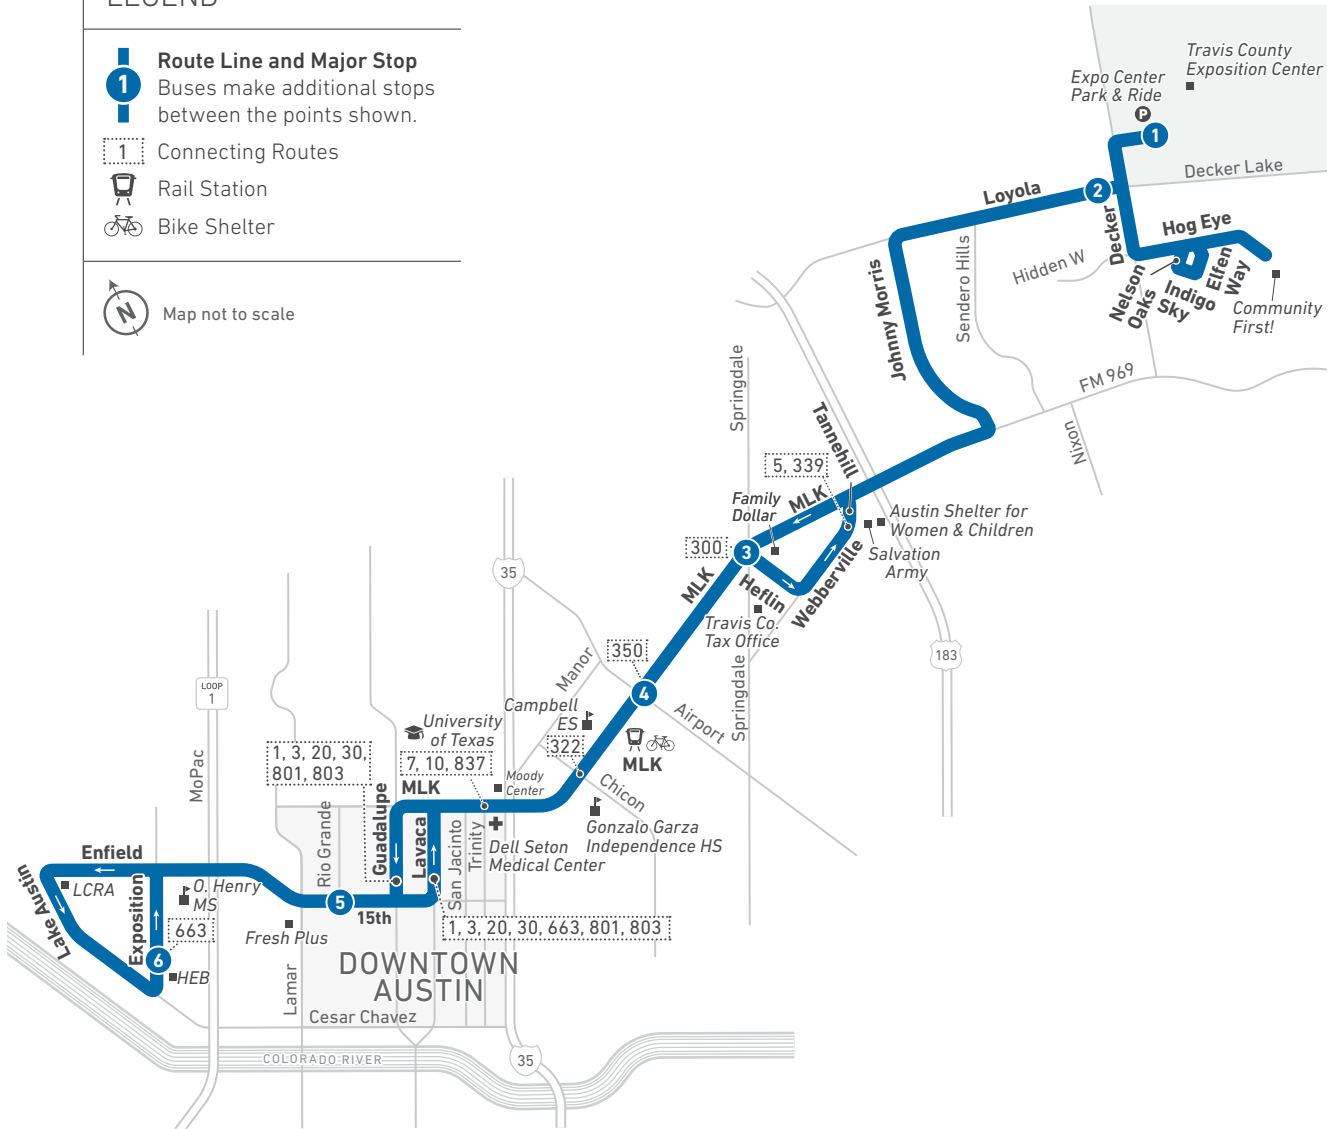 LEGEND
Route Line and Major Stop
1
Buses make additional stops
between the points shown.
1
Connecting Routes
Rail Station
Bike Shelter
N
Map not to scale
Travis County
Exposition Center
Expo Center
Park & Ride
P
1
Decker Lake
2
Loyola
Decker
Hog Eye
Hidden W
Sendero Hills
Johnny Morris
Nelson
Oaks
Indigo
Sky
Elfen
Way
Community
First!
FM 969
Nixon
Springdale
Tannehill
5, 339
MLK
Family
Dollar
Austin Shelter for
Women & Children
Salvation
Army
300
3
MLK
Heflin
Webberville
Travis Co.
Tax Office
Springdale
183
35
350
4
Manor
Airport
Campbell
ES
322
MLK
Chicon
Gonzalo Garza
Independence HS
LOOP
1
MoPac
University
of Texas
1, 3, 20, 30,
801, 803
7, 10, 837
MLK
Moody
Center
Guadalupe
Lavaca
Rio Grande
San Jacinto
Trinity
Dell Seton
Medical Center
Enfield
LCRA
O. Henry
MS
Lake Austin
Exposition
663
6
HEB
5
15th
Fresh Plus
1, 3, 20, 30, 663, 801, 803
DOWNTOWN
AUSTIN
Lamar
Cesar Chavez
COLORADO RIVER
35